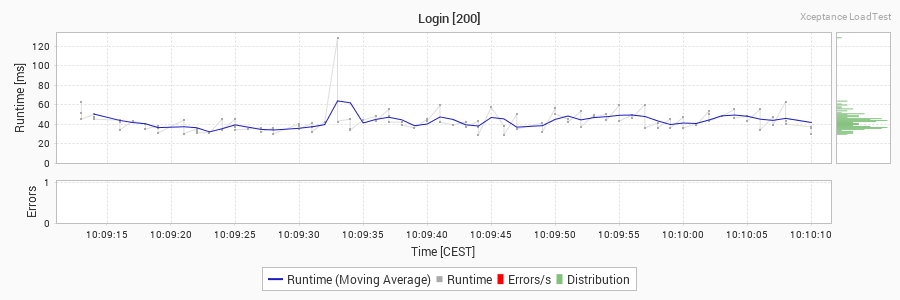 Login [200]
Xceptance LoadTest
Runtime [ms]
120
100
80
60
40
20
0
Errors
1
0
10:09:15 10:09:20 10:09:25 10:09:30 10:09:35 10:09:40 10:09:45 10:09:50 10:09:55 10:10:00 10:10:05 10:10:10
Time [CEST]
Runtime (Moving Average) Runtime Errors/s Distribution